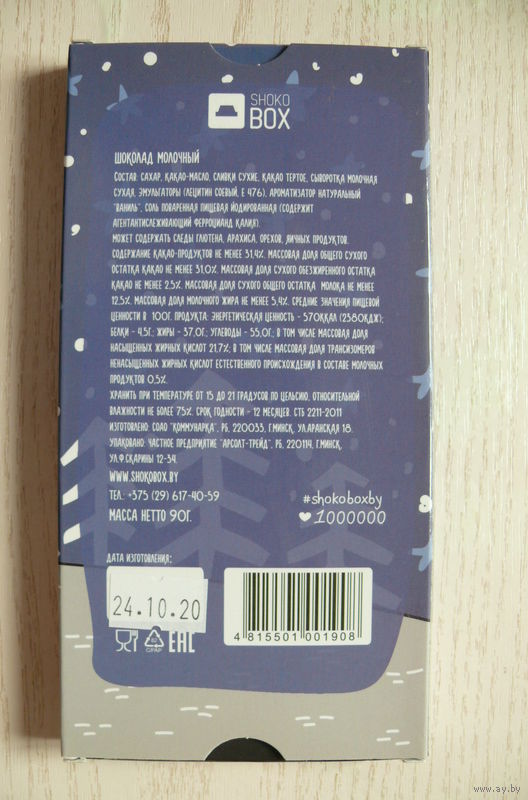 SHOKO
BOX
ШОКОЛАД МОЛОЧНЫЙ
СОСТАВ: САХАР, КАКАО-МАСЛО, СЛИВКИ СУХИЕ, КАКАО ТЕРТОЕ, СЫВОРОТКА МОЛОЧНАЯ
СУХАЯ, ЭМУЛЬГАТОРЫ (ЛЕЦИТИН СОЕВЫЙ, Е 476), АРОМАТИЗАТОР НАТУРАЛЬНЫЙ
"ВАНИЛЬ", СОЛЬ ПОВАРЕННАЯ ПИЩЕВАЯ ЙОДИРОВАННАЯ (СОДЕРЖИТ
АГЕНТАНТИСЛЕЖИВАЮЩИЙ ФЕРРОЦИАНИД КАЛИЯ).
МОЖЕТ СОДЕРЖАТЬ СЛЕДЫ ГЛЮТЕНА, АРАХИСА, ОРЕХОВ, ЯИЧНЫХ ПРОДУКТОВ.
СОДЕРЖАНИЕ КАКАО-ПРОДУКТОВ НЕ МЕНЕЕ 31,4%. МАССОВАЯ ДОЛЯ ОБЩЕГО СУХОГО
ОСТАТКА КАКАО НЕ МЕНЕЕ 31,0%. МАССОВАЯ ДОЛЯ СУХОГО ОБЕЗЖИРЕННОГО ОСТАТКА
КАКАО НЕ МЕНЕЕ 2,5%. МАССОВАЯ ДОЛЯ СУХОГО ОБЩЕГО ОСТАТКА МОЛОКА НЕ МЕНЕЕ
12,5%. МАССОВАЯ ДОЛЯ МОЛОЧНОГО ЖИРА НЕ МЕНЕЕ 5,4%. СРЕДНИЕ ЗНАЧЕНИЯ ПИЩЕВОЙ
ЦЕННОСТИ В 100Г. ПРОДУКТА: ЭНЕРГЕТИЧЕСКАЯ ЦЕННОСТЬ - 570ККАЛ (2580КДЖ);
БЕЛКИ - 4,5Г.; ЖИРЫ - 37,0Г.; УГЛЕВОДЫ - 55,0Г.; В ТОМ ЧИСЛЕ МАССОВАЯ ДОЛЯ
НАСЫЩЕННЫХ ЖИРНЫХ КИСЛОТ 21,7%; В ТОМ ЧИСЛЕ МАССОВАЯ ДОЛЯ ТРАНСИЗОМЕРОВ
НЕНАСЫЩЕННЫХ ЖИРНЫХ КИСЛОТ ЕСТЕСТВЕННОГО ПРОИСХОЖДЕНИЯ В СОСТАВЕ МОЛОЧНЫХ
ПРОДУКТОВ 0,5%.
ХРАНИТЬ ПРИ ТЕМПЕРАТУРЕ ОТ 15 ДО 21 ГРАДУСОВ ПО ЦЕЛЬСИЮ, ОТНОСИТЕЛЬНОЙ
ВЛАЖНОСТИ НЕ БОЛЕЕ 75%. СРОК ГОДНОСТИ - 12 МЕСЯЦЕВ. СТБ 2211-2011
ИЗГОТОВЛЕНО: СОАО "КОММУНАРКА", РБ, 220033, Г.МИНСК, УЛ.АРАНСКАЯ 18.
УПАКОВАНО: ЧАСТНОЕ ПРЕДПРИЯТИЕ "АРСОЛТ-ТРЕЙД", РБ, 220114, Г.МИНСК,
УЛ.Ф.СКАРИНЫ 12-34.
WWW.SHOKOBOX.BY
ТЕЛ.: +375 (29) 617-40-59
МАССА НЕТТО 90Г.
#shokoboxby
1000000
ДАТА ИЗГОТОВЛЕНИЯ:
24.10.20
4 815501 001908
C/PAP
EAC
www.ay.by